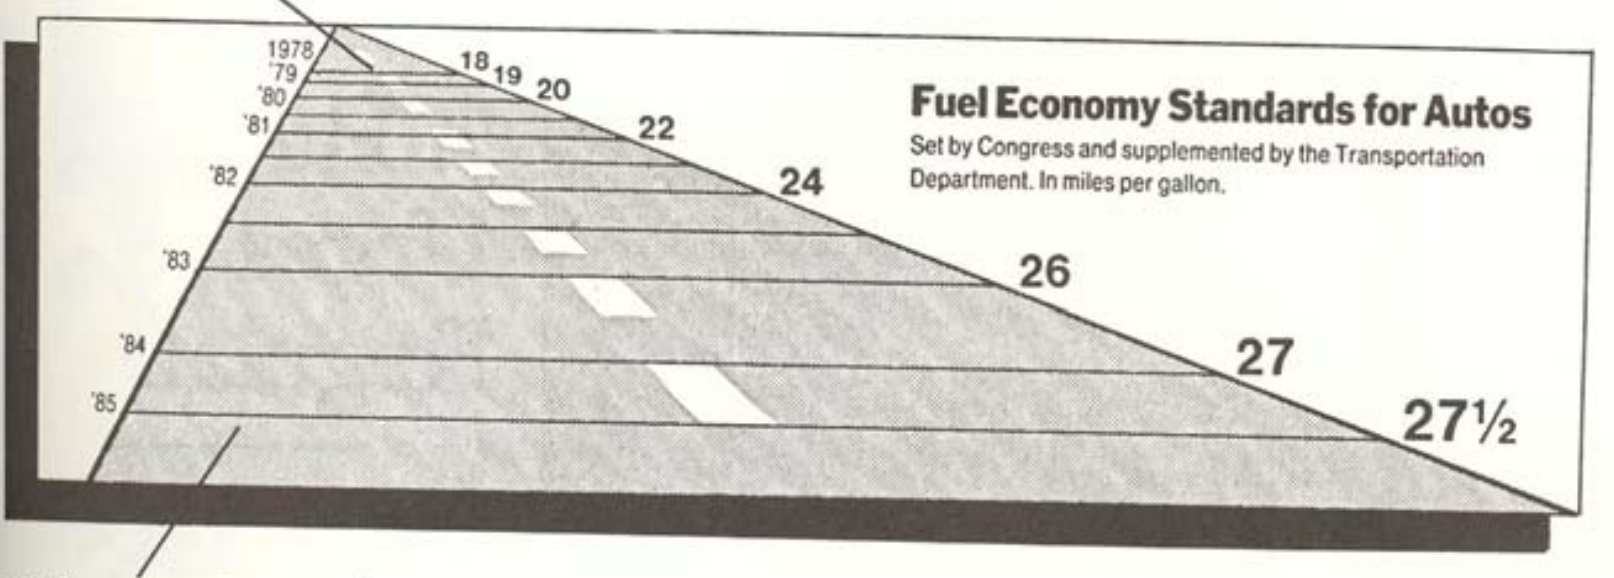 Fuel Economy Standards for Autos
Set by Congress and supplemented by the Transportation
Department. In miles per gallon.
1978 18
'79 19
'80 20
'81 22
'82 24
'83 26
'84 27
'85 27½